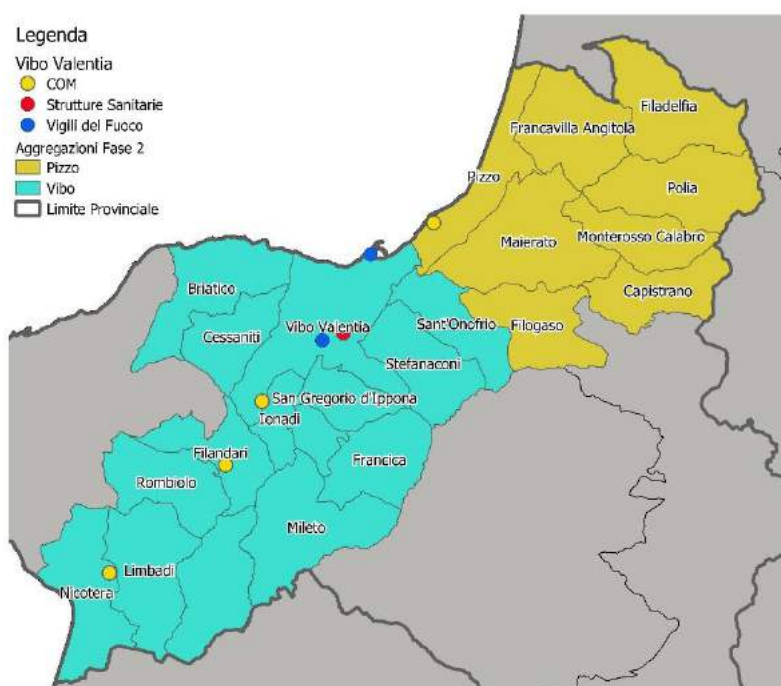 Legenda
Vibo Valentia
COM
Strutture Sanitarie
Vigili del Fuoco
Aggregazioni Fase 2
Pizzo
Vibo
Limite Provinciale
Filadelfia
Francavilla Angitola
Pizzo
Polia
Maierato
Monterosso Calabro
Capistrano
Briatico
Cessaniti
Vibo Valentia
Sant'Onofrio
Filogaso
Stefanaconi
San Gregorio d'Ippona
Ionadi
Filandari
Francica
Rombiolo
Mileto
Limbadi
Nicotera